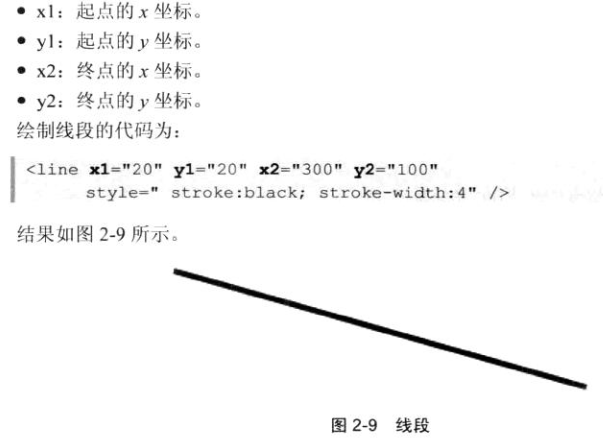 ● x1：起点的 x 坐标。
● y1：起点的 y 坐标。
● x2：终点的 x 坐标。
● y2：终点的 y 坐标。
绘制线段的代码为：
<line x1="20" y1="20" x2="300" y2="100"
style=" stroke:black; stroke-width:4" />
结果如图 2-9 所示。
图 2-9 线段